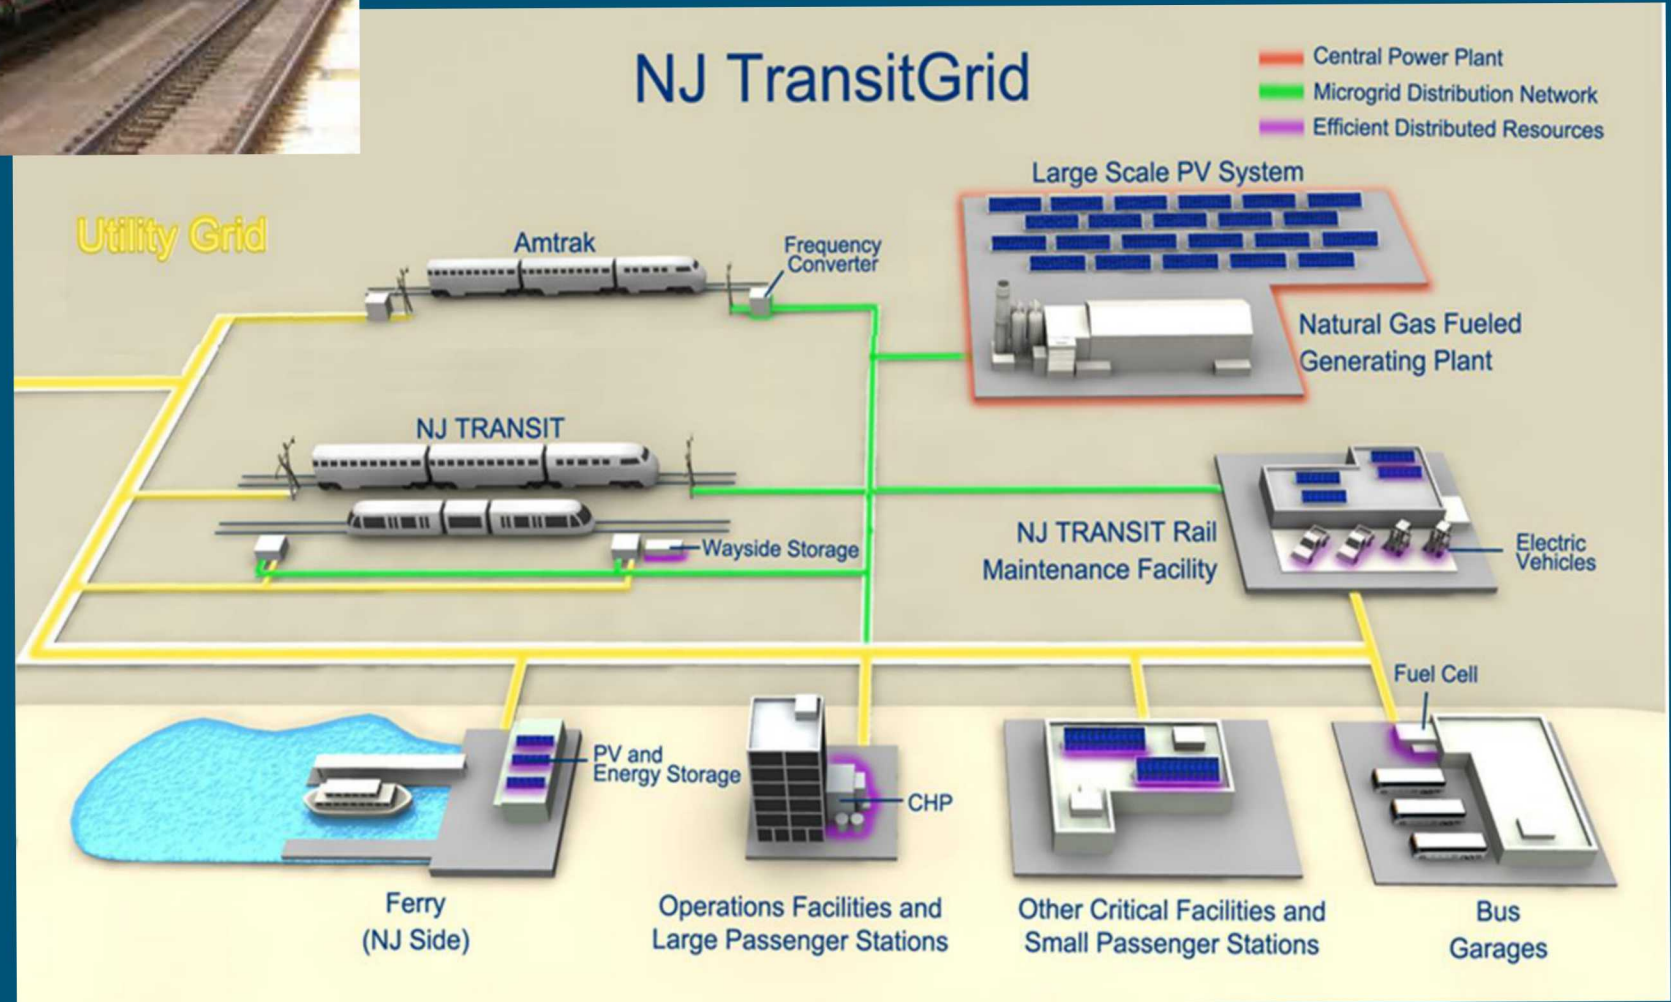 NJ TransitGrid
Central Power Plant
Microgrid Distribution Network
Efficient Distributed Resources
Large Scale PV System
Utility Grid
Amtrak
Frequency
Converter
Natural Gas Fueled
Generating Plant
NJ TRANSIT
Wayside Storage
NJ TRANSIT Rail
Maintenance Facility
Electric
Vehicles
Fuel Cell
PV and
Energy Storage
CHP
Ferry
(NJ Side)
Operations Facilities and
Large Passenger Stations
Other Critical Facilities and
Small Passenger Stations
Bus
Garages